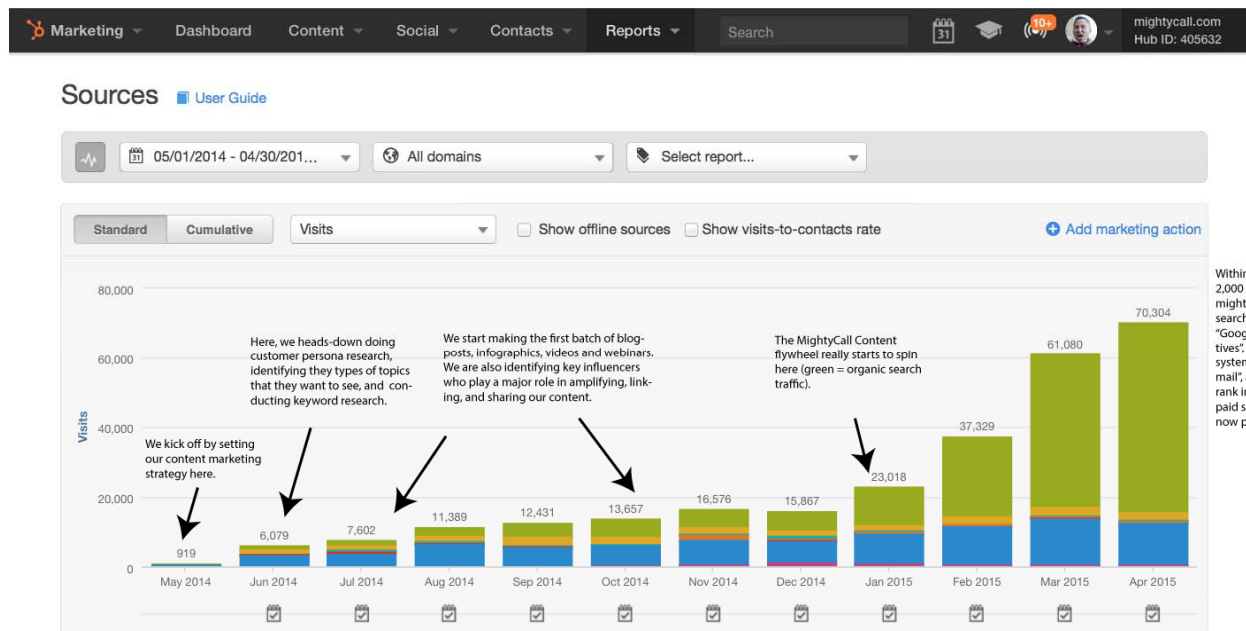 Marketing Dashboard Content Social Contacts Reports Search 31 10+ mightycall.com
Hub ID: 405632
Sources User Guide
31 05/01/2014 - 04/30/201... All domains Select report...
Standard Cumulative Visits Show offline sources Show visits-to-contacts rate Add marketing action
80,000
60,000
40,000
20,000
0
Visits
We kick off by setting
our content marketing
strategy here.
Here, we heads-down doing
customer persona research,
identifying they types of topics
that they want to see, and con-
ducting keyword research.
We start making the first batch of blog-
posts, infographics, videos and webinars.
We are also identifying key influencers
who play a major role in amplifying, link-
ing, and sharing our content.
The MightyCall Content
flywheel really starts to spin
here (green = organic search
traffic).
919
6,079
7,602
11,389
12,431
13,657
16,576
15,867
23,018
37,329
61,080
70,304
May 2014 Jun 2014 Jul 2014 Aug 2014 Sep 2014 Oct 2014 Nov 2014 Dec 2014 Jan 2015 Feb 2015 Mar 2015 Apr 2015
2,000
search
mail",
rank
paid
now